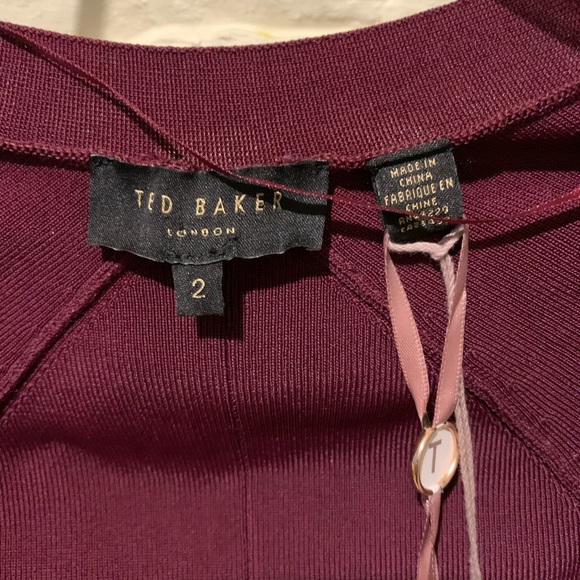 TED BAKER
LONDON
2
MADE IN
CHINA
FABRIQUE EN
CHINE
T